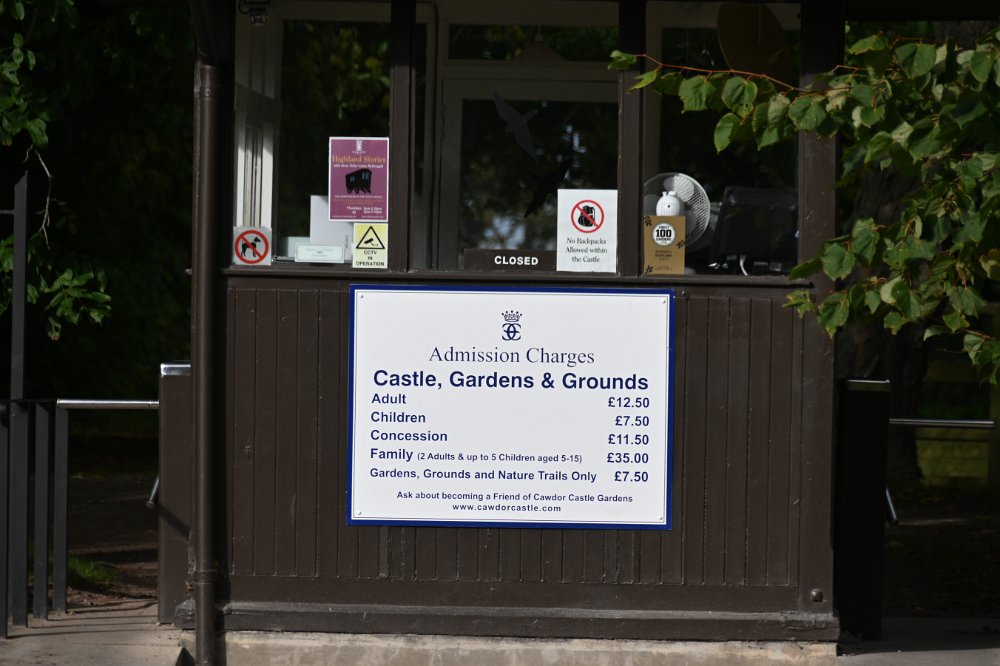 Highland Stories
CCTV
IN
OPERATION
CLOSED
No Backpacks
Allowed within
the Castle
100
GARDENS
Admission Charges
Castle, Gardens & Grounds
Adult £12.50
Children £7.50
Concession £11.50
Family (2 Adults & up to 5 Children aged 5-15) £35.00
Gardens, Grounds and Nature Trails Only £7.50
Ask about becoming a Friend of Cawdor Castle Gardens
www.cawdorcastle.com